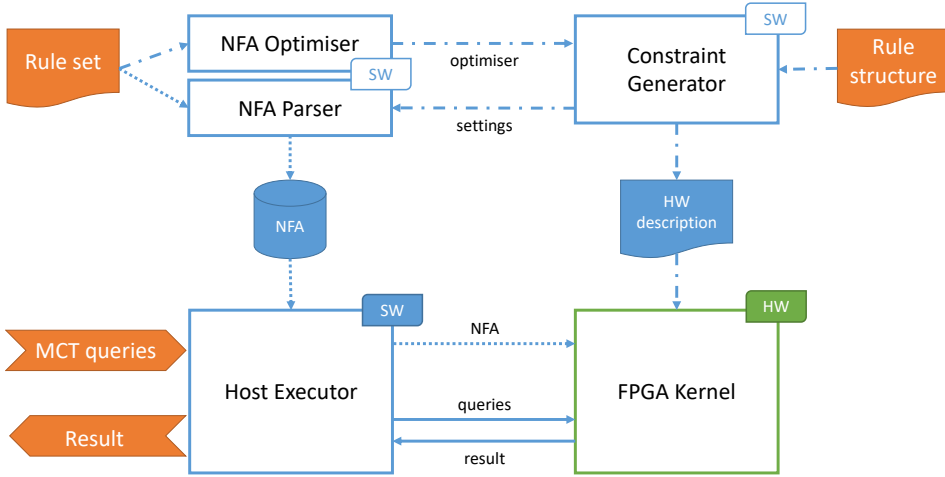 SW
NFA Optimiser
Rule set
optimiser
Constraint
Generator
Rule
structure
SW
NFA Parser
settings
NFA
HW
description
SW
HW
NFA
MCT queries
Host Executor
FPGA Kernel
queries
Result
result